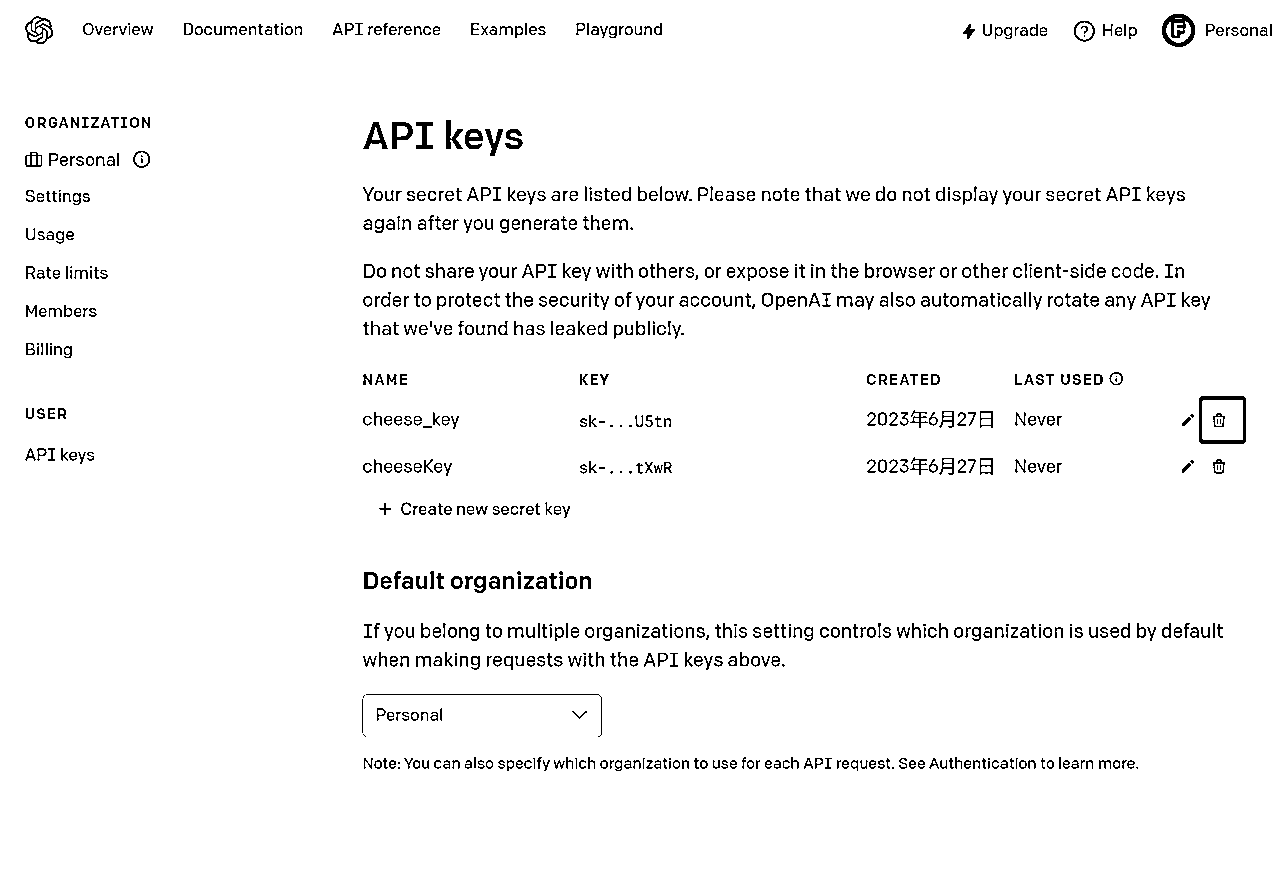 Overview Documentation API reference Examples Playground Upgrade Help Personal
ORGANIZATION
Personal
Settings
Usage
Rate limits
Members
Billing
USER
API keys
API keys
Your secret API keys are listed below. Please note that we do not display your secret API keys
again after you generate them.
Do not share your API key with others, or expose it in the browser or other client-side code. In
order to protect the security of your account, OpenAI may also automatically rotate any API key
that we've found has leaked publicly.
NAME KEY CREATED LAST USED
cheese_key sk-...U5tn 2023年6月27日 Never
cheeseKey sk-...tXwR 2023年6月27日 Never
+ Create new secret key
Default organization
If you belong to multiple organizations, this setting controls which organization is used by default
when making requests with the API keys above.
Personal
Note: You can also specify which organization to use for each API request. See Authentication to learn more.